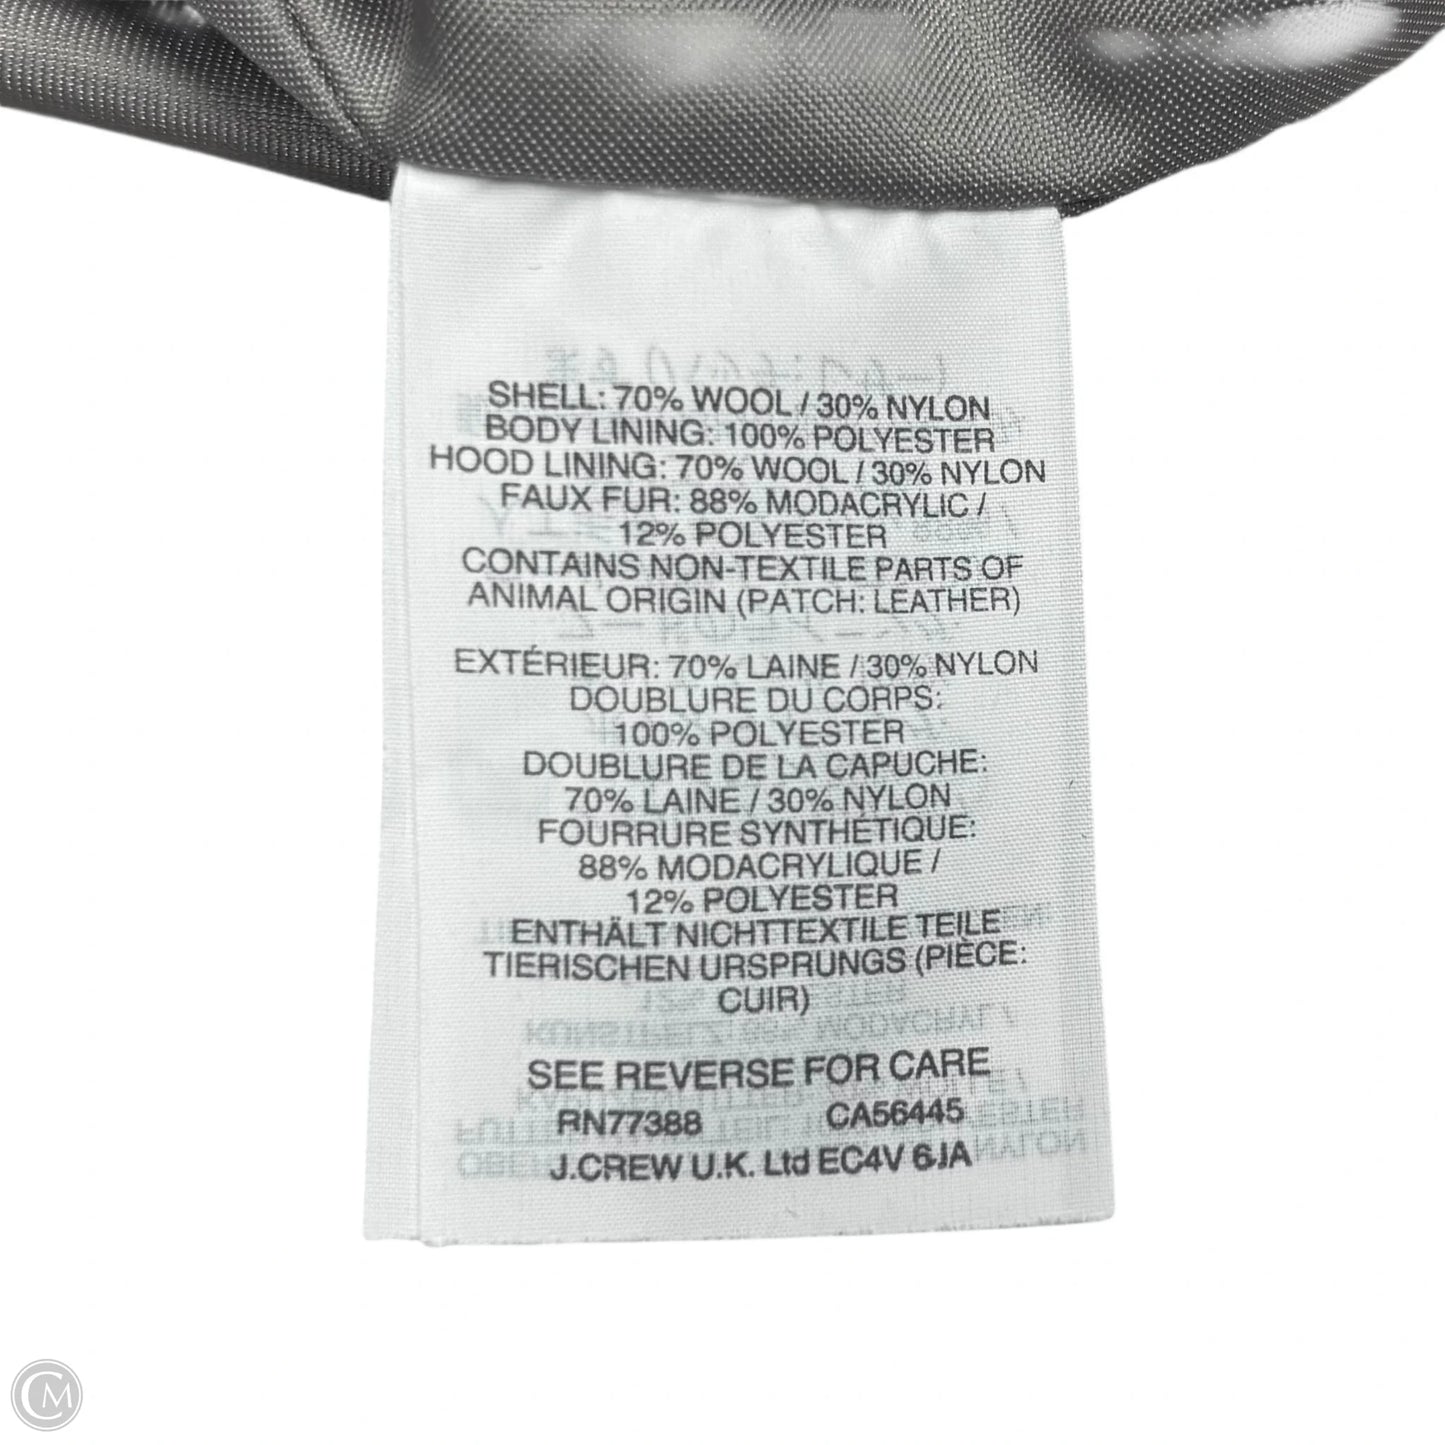 SHELL: 70% WOOL / 30% NYLON
BODY LINING: 100% POLYESTER
HOOD LINING: 70% WOOL / 30% NYLON
FAUX FUR: 88% MODACRYLIC /
12% POLYESTER
CONTAINS NON-TEXTILE PARTS OF
ANIMAL ORIGIN (PATCH: LEATHER)
EXTÉRIEUR: 70% LAINE / 30% NYLON
DOUBLURE DU CORPS:
100% POLYESTER
DOUBLURE DE LA CAPUCHE:
70% LAINE / 30% NYLON
FOURRURE SYNTHÉTIQUE:
88% MODACRYLIQUE /
12% POLYESTER
ENTHÄLT NICHTTEXTILE TEILE
TIERISCHEN URSPRUNGS (PIÈCE:
CUIR)
SEE REVERSE FOR CARE
RN77388 CA56445
J.CREW U.K. Ltd EC4V 6JA
CM